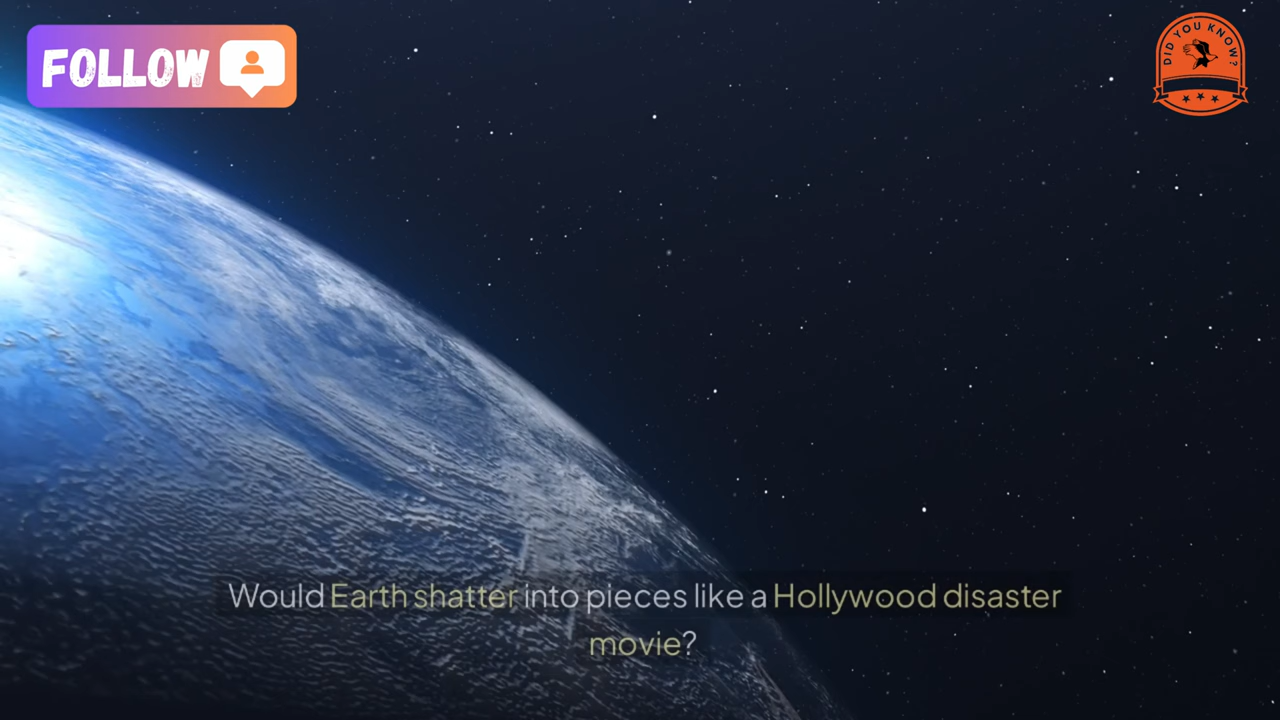 FOLLOW
DID YOU KNOW?
Would Earth shatter into pieces like a Hollywood disaster
movie?